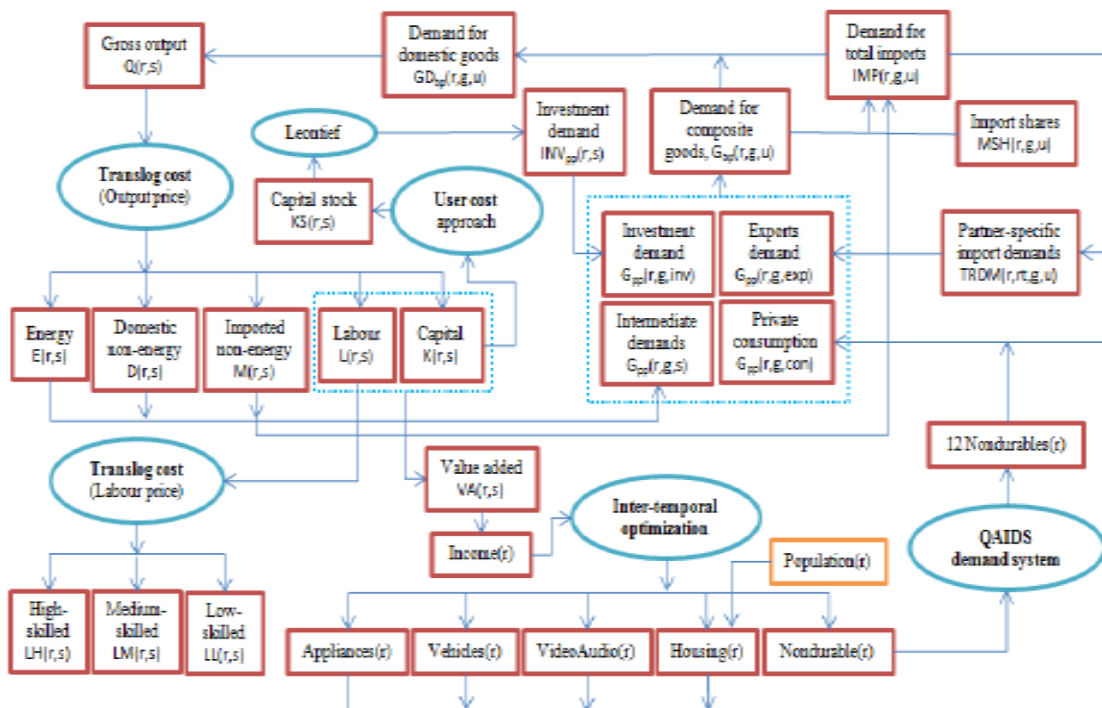 Gross output
Q(r,s)
Demand for
domestic goods
GDpp(r,g,u)
Demand for
total imports
IMP(r,g,u)
Leontief
Investment
demand
INVpp(r,s)
Demand for
composite
goods, Gpp(r,g,u)
Import shares
MSH(r,g,u)
Translog cost
(Output price)
Capital stock
KS(r,s)
User cost
approach
Investment
demand
Gpp(r,g,inv)
Exports
demand
Gpp(r,g,exp)
Partner-specific
import demands
TRDM(r,rt,g,u)
Energy
E(r,s)
Domestic
non-energy
D(r,s)
Imported
non-energy
M(r,s)
Labour
L(r,s)
Capital
K(r,s)
Intermediate
demands
Gpp(r,g,s)
Private
consumption
Gpp(r,g,con)
Translog cost
(Labour price)
Value added
VA(r,s)
12 Nondurables(r)
Inter-temporal
optimization
Income(r)
Population(r)
QAIDS
demand system
High-
skilled
LH(r,s)
Medium-
skilled
LM(r,s)
Low-
skilled
LL(r,s)
Appliances(r)
Vehicles(r)
VideoAudio(r)
Housing(r)
Nondurable(r)